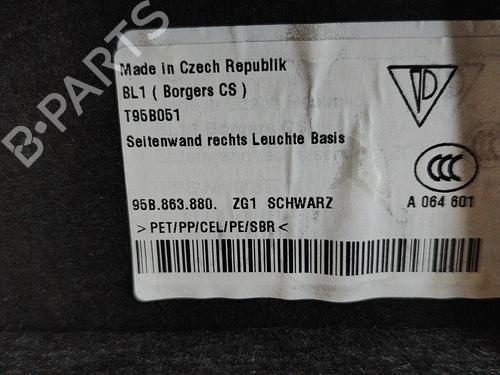 B-PARTS
Made in Czech Republik
BL1 ( Borgers CS )
T95B051
Seitenwand rechts Leuchte Basis
95B.863.880. ZG1 SCHWARZ
A 064 601
> PET/PP/CEL/PE/SBR <